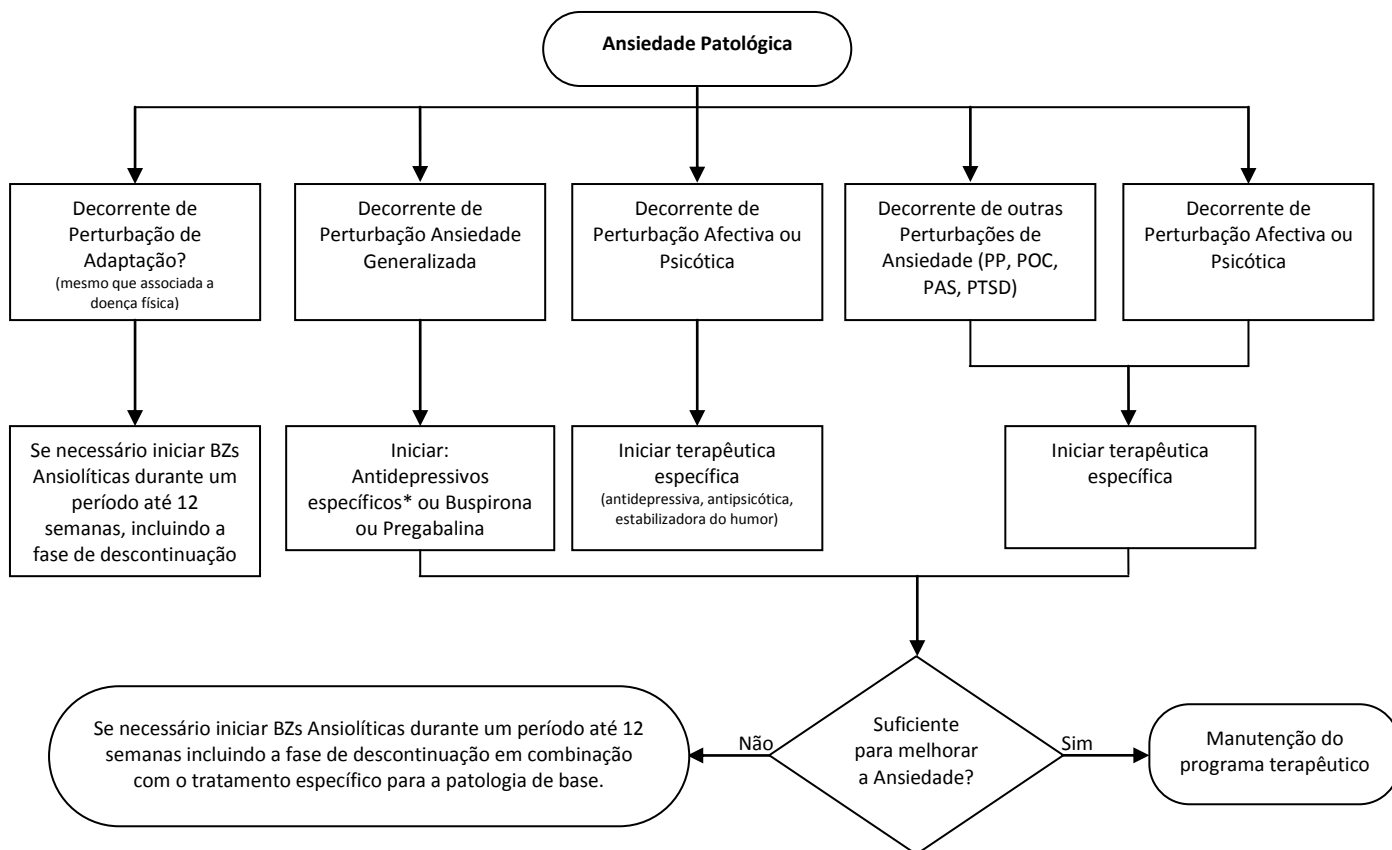 Ansiedade Patológica
Decorrente de
Perturbação de
Adaptação?
(mesmo que associada a
doença física)
Decorrente de
Perturbação Ansiedade
Generalizada
Decorrente de
Perturbação Afectiva ou
Psicótica
Decorrente de outras
Perturbações de
Ansiedade (PP, POC,
PAS, PTSD)
Decorrente de
Perturbação Afectiva ou
Psicótica
Se necessário iniciar BZs
Ansiolíticas durante um
período até 12
semanas, incluindo a
fase de descontinuação
Iniciar:
Antidepressivos
específicos* ou Buspirona
ou Pregabalina
Iniciar terapêutica
específica
(antidepressiva, antipsicótica,
estabilizadora do humor)
Iniciar terapêutica
específica
Se necessário iniciar BZs Ansiolíticas durante um período até 12
semanas incluindo a fase de descontinuação em combinação
com o tratamento específico para a patologia de base.
Não
Suficiente
para melhorar
a Ansiedade?
Sim
Manutenção do
programa terapêutico